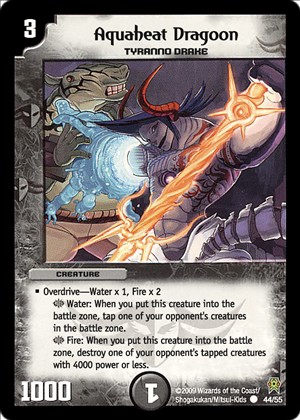 3
Aquaheat Dragoon
TYRANNO DRAKE
CREATURE
▪ Overdrive—Water x 1, Fire x 2
Water: When you put this creature into the
battle zone, tap one of your opponent's creatures
in the battle zone.
Fire: When you put this creature into the
battle zone, destroy one of your opponent's tapped creatures
with 4000 power or less.
1000
1
©2009 Wizards of the Coast/
Shogakukan/Mitsui-Kids
44/55